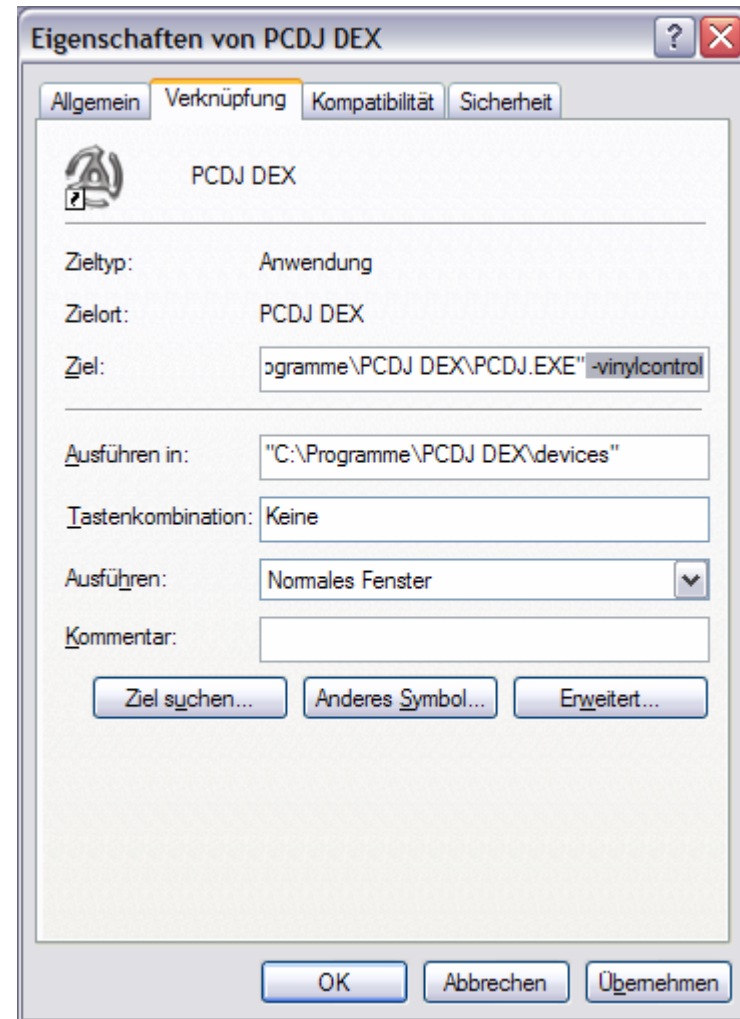 Eigenschaften von PCDJ DEX
Allgemein Verknüpfung Kompatibilität Sicherheit
PCDJ DEX
Zieltyp: Anwendung
Zielort: PCDJ DEX
Ziel: ogramme\PCDJ DEX\PCDJ.EXE" -vinylcontrol
Ausführen in: "C:\Programme\PCDJ DEX\devices"
Tastenkombination: Keine
Ausführen: Normales Fenster
Kommentar:
Ziel suchen... Anderes Symbol... Erweitert...
OK Abbrechen Übernehmen